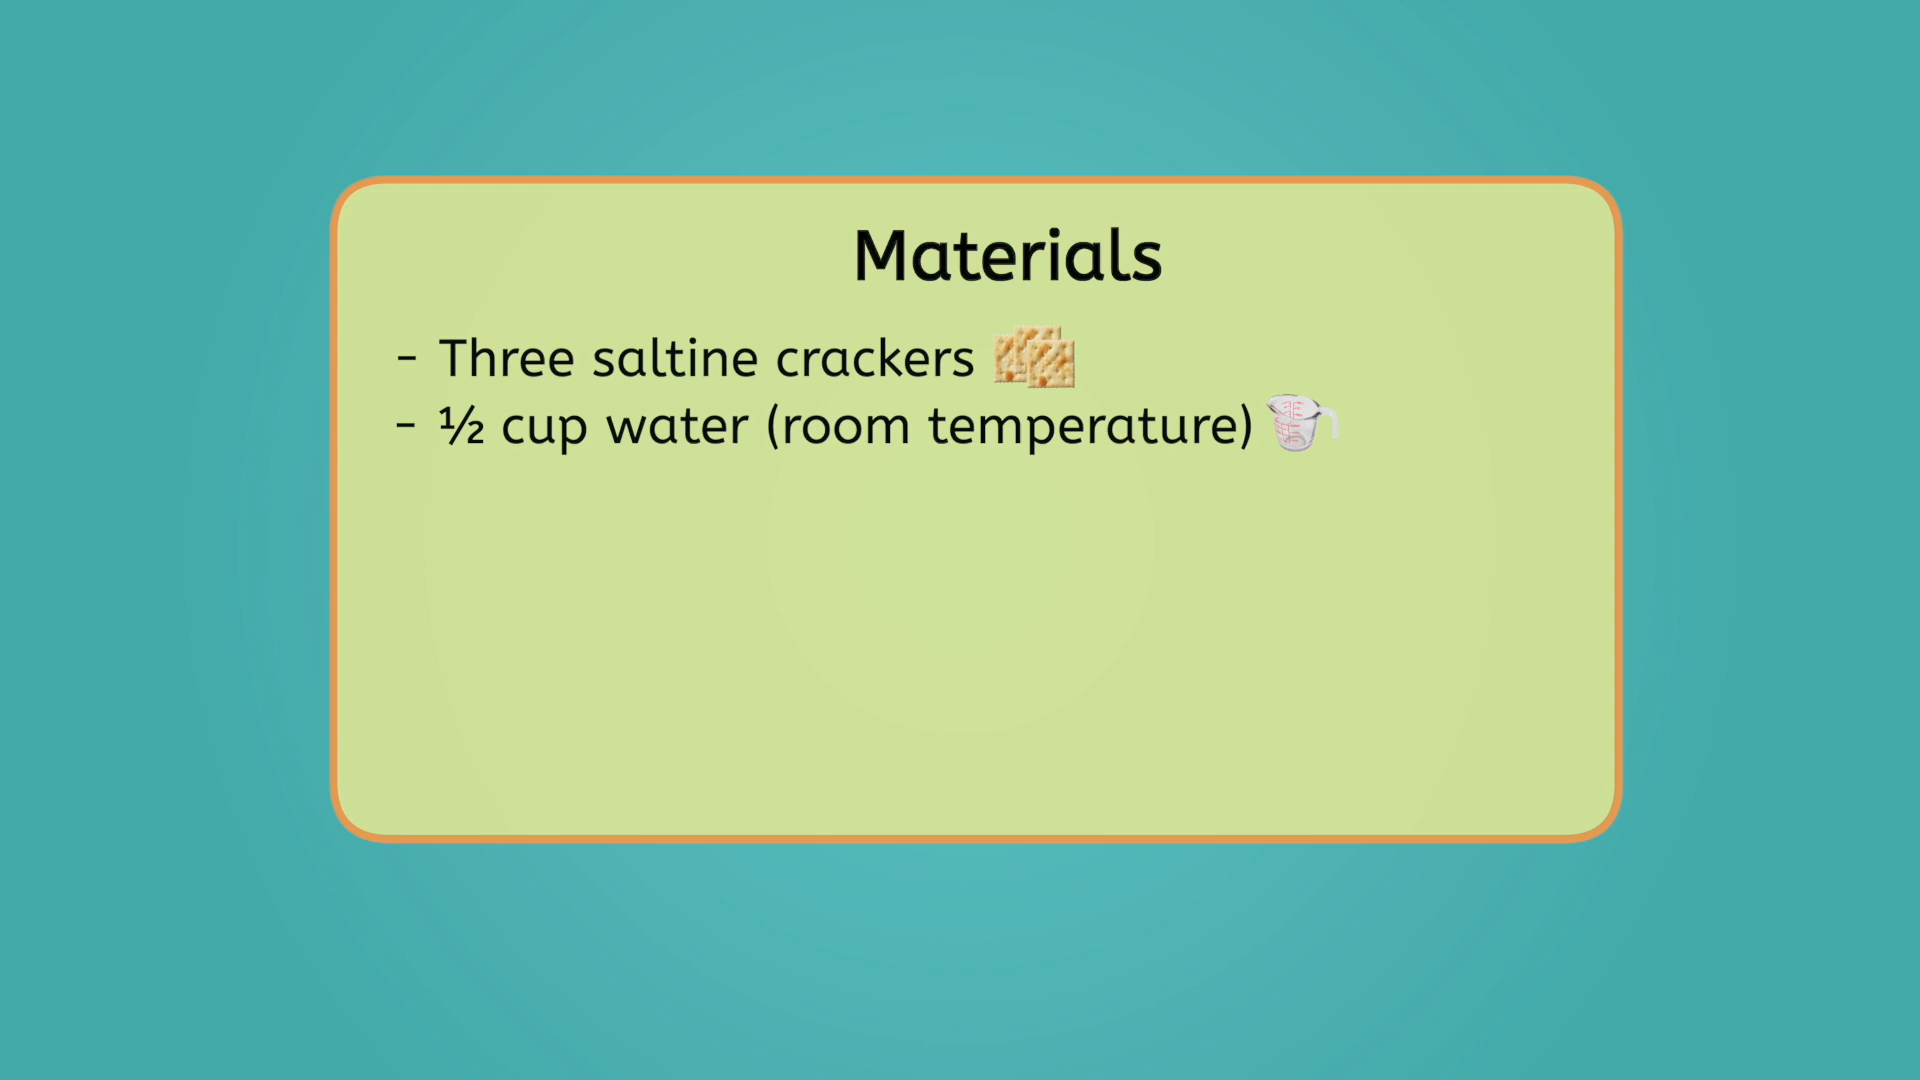 Materials
- Three saltine crackers
- ½ cup water (room temperature)